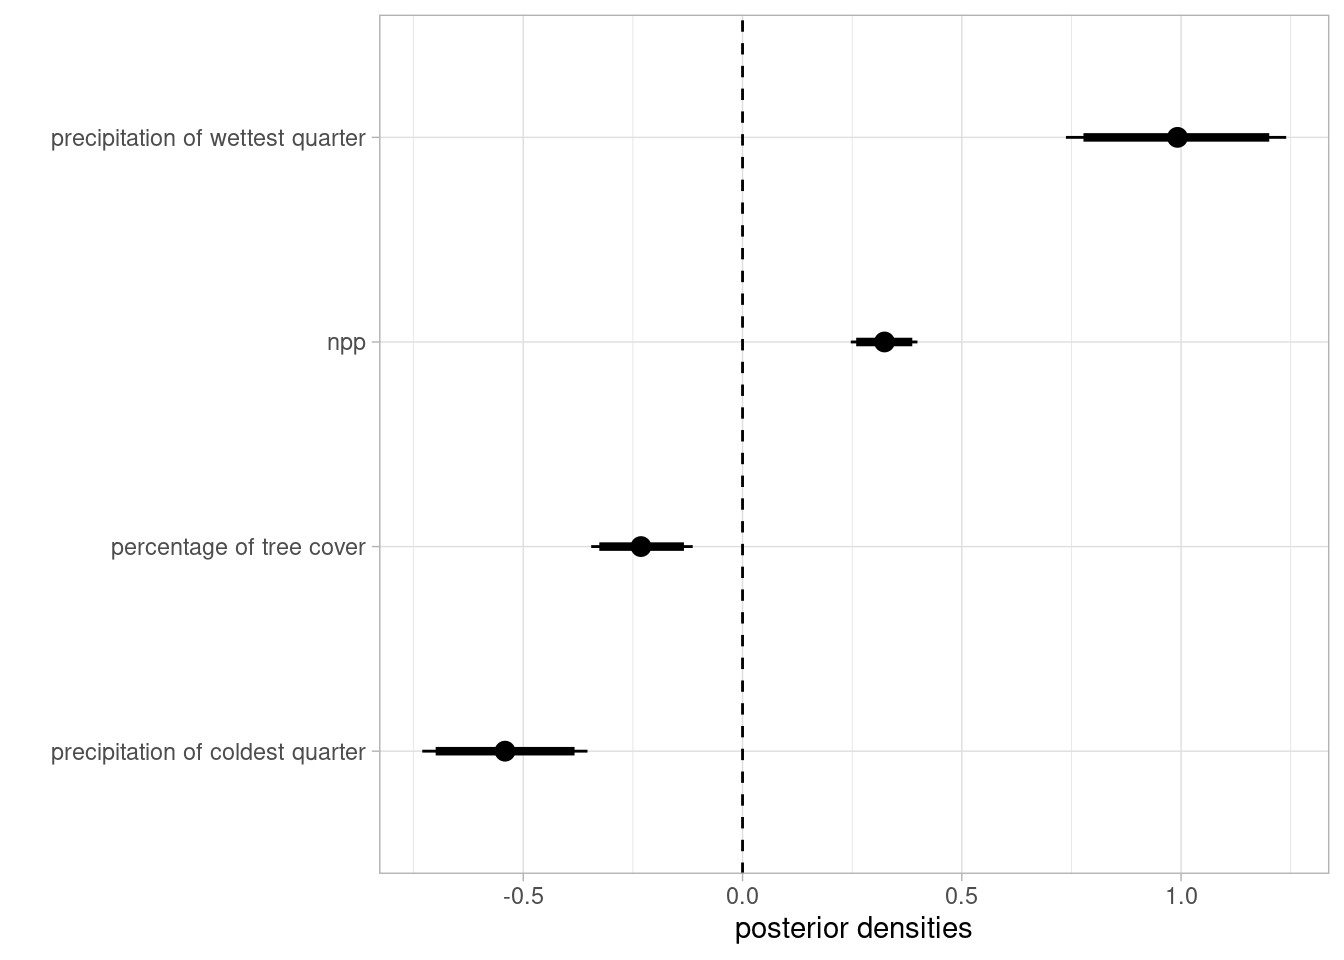 precipitation of wettest quarter
npp
percentage of tree cover
precipitation of coldest quarter
-0.5 0.0 0.5 1.0
posterior densities